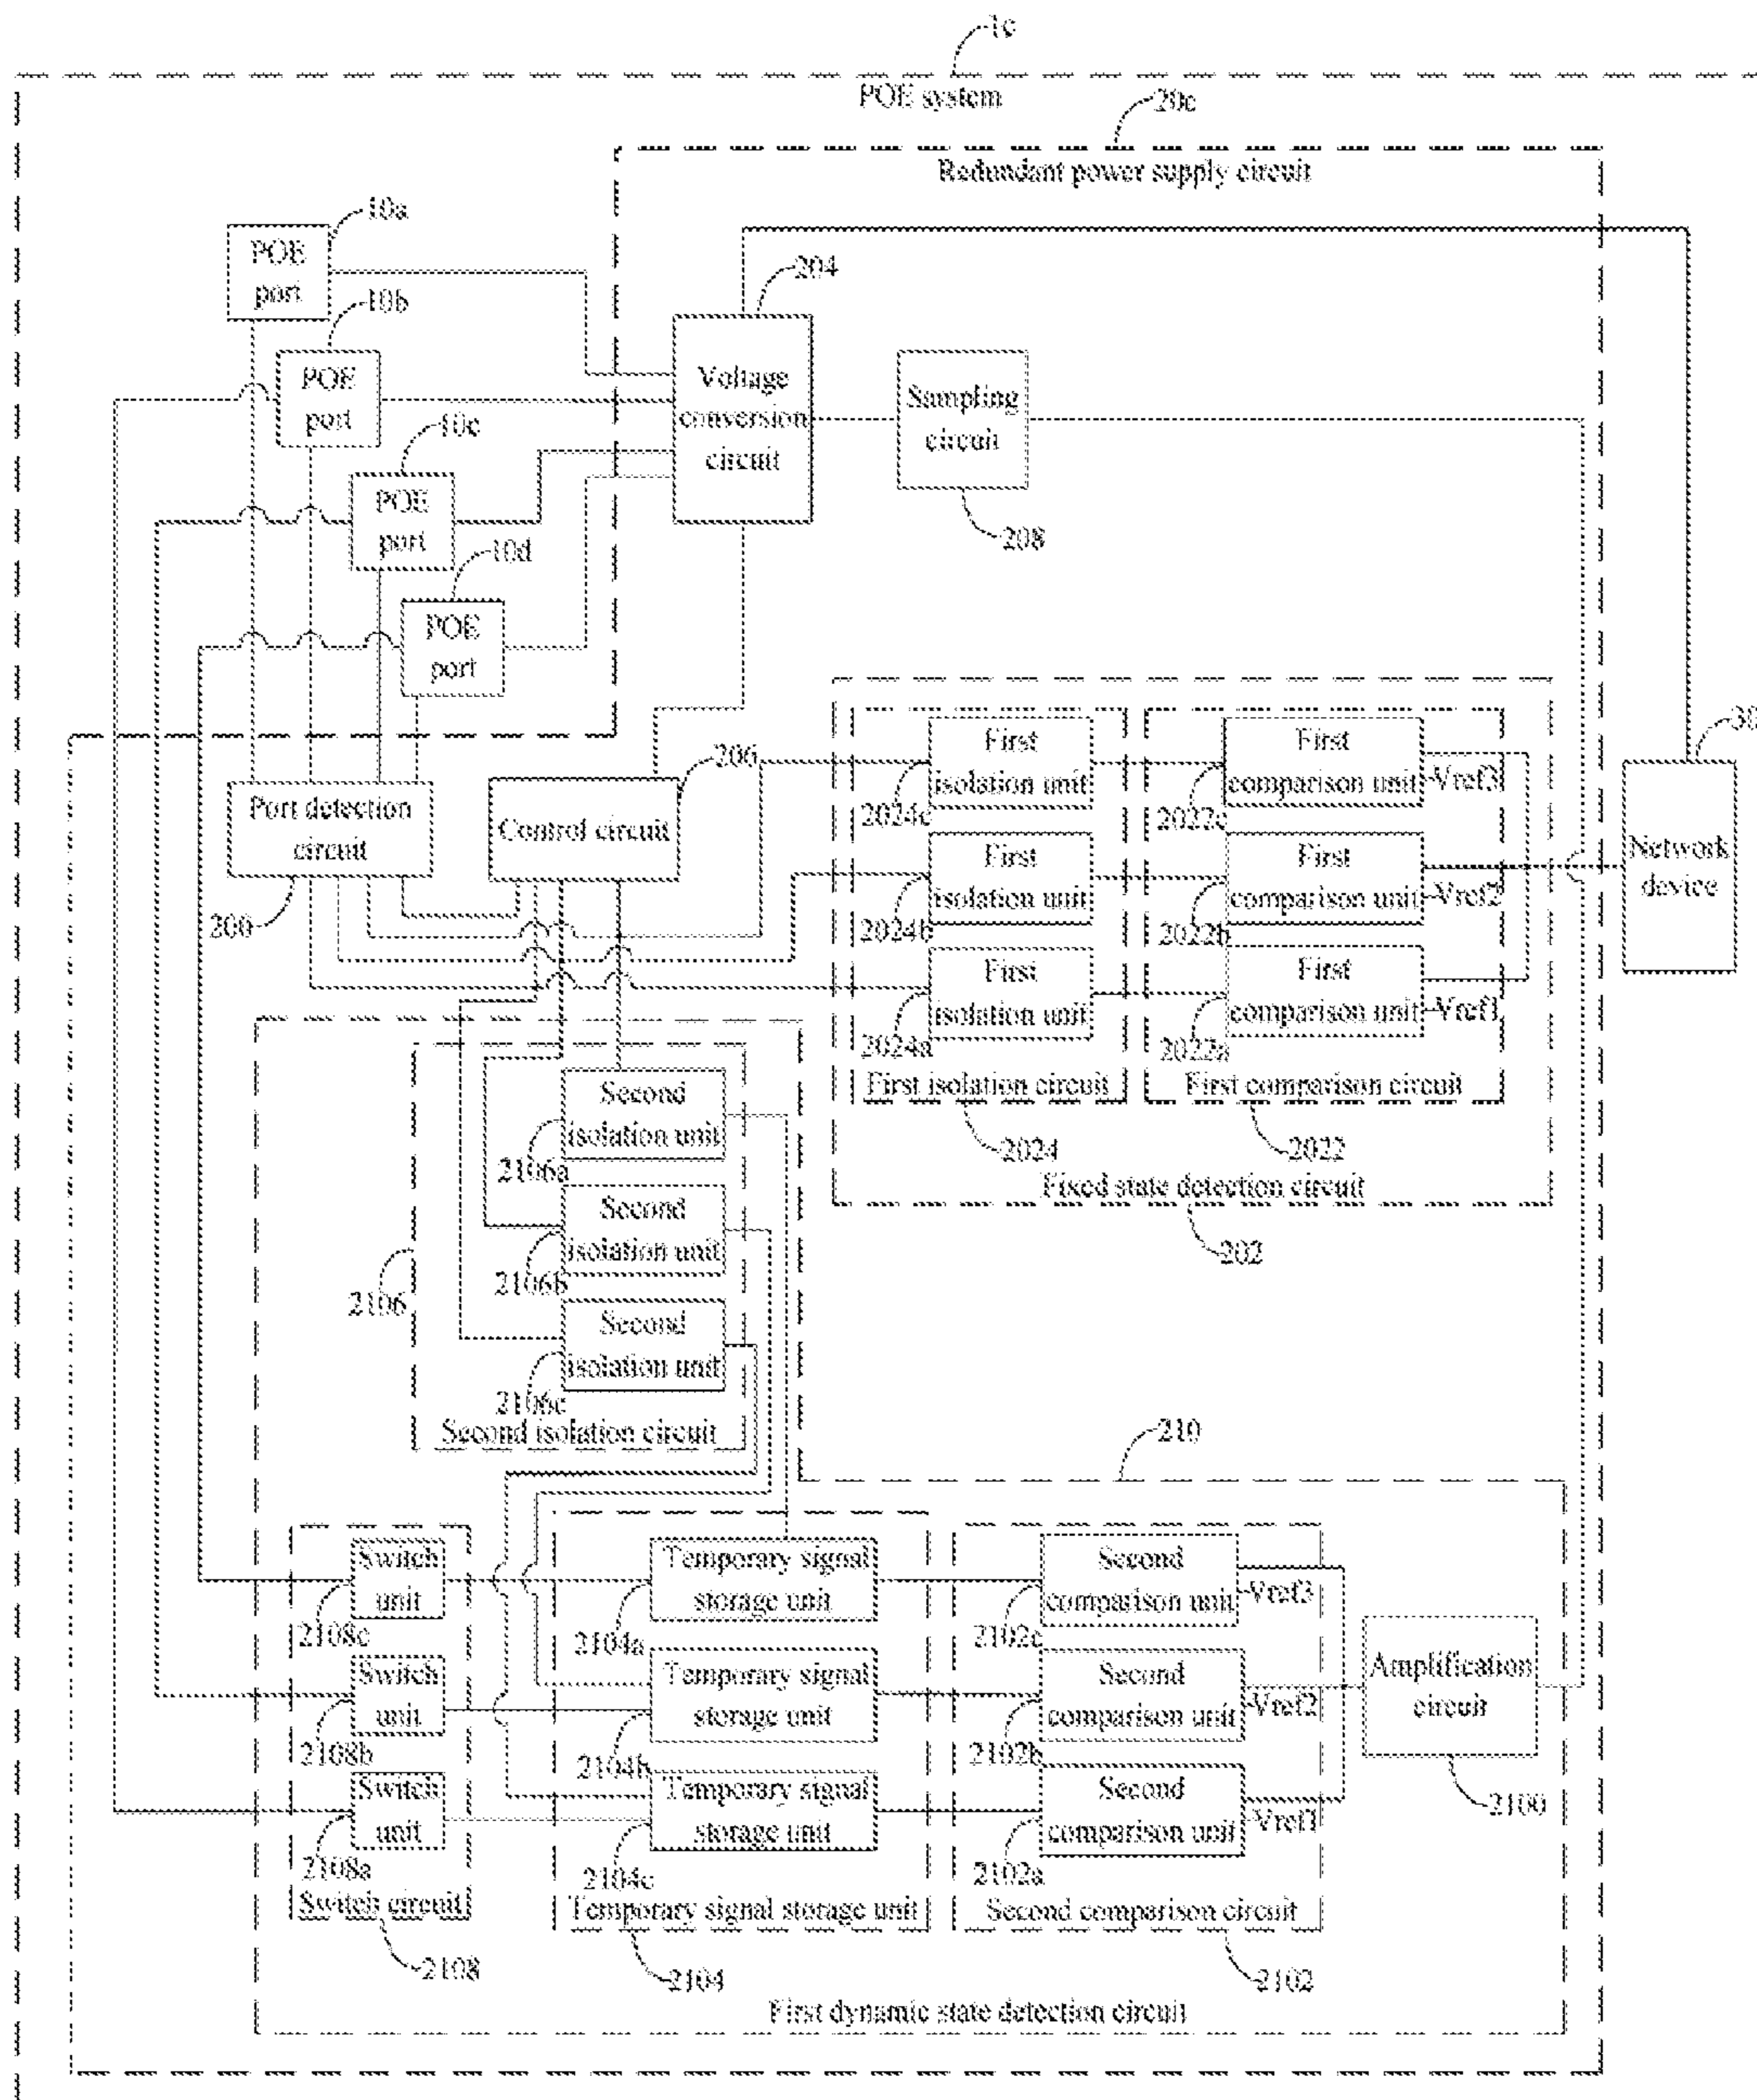 1c
POE system
20c
Redundant power supply circuit
10a
POE
port
10b
POE
port
10c
POE
port
10d
POE
port
204
Voltage
conversion
circuit
Sampling
circuit
208
Port detection
circuit
200
206
Control circuit
First
isolation unit
2024c
First
isolation unit
2024b
First
isolation unit
2024a
First isolation circuit
2024
First
comparison unit
Vref3
2022c
First
comparison unit
Vref2
2022b
First
comparison unit
Vref1
2022a
First comparison circuit
2022
Fixed state detection circuit
202
30
Network
device
Second
isolation unit
2106a
Second
isolation unit
2106b
Second
isolation unit
2106c
Second isolation circuit
2106
210
Switch
unit
2108c
Switch
unit
2108b
Switch
unit
2108a
Switch circuit
2108
Temporary signal
storage unit
2104a
Temporary signal
storage unit
2104b
Temporary signal
storage unit
2104c
Temporary signal storage unit
2104
Second
comparison unit
Vref3
2102c
Second
comparison unit
Vref2
2102b
Second
comparison unit
Vref1
2102a
Second comparison circuit
2102
Amplification
circuit
2100
First dynamic state detection circuit